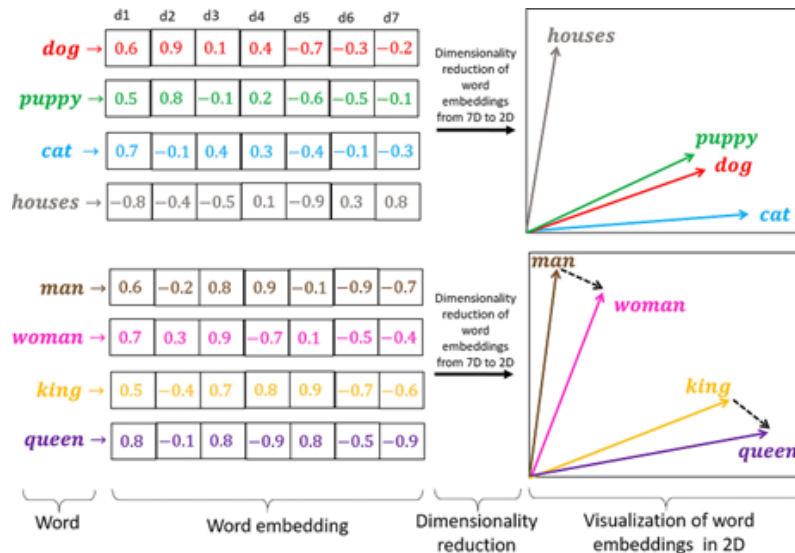 d1 d2 d3 d4 d5 d6 d7
dog → 0.6 0.9 0.1 0.4 −0.7 −0.3 −0.2
puppy → 0.5 0.8 −0.1 0.2 −0.6 −0.5 −0.1
cat → 0.7 −0.1 0.4 0.3 −0.4 −0.1 −0.3
houses → −0.8 −0.4 −0.5 0.1 −0.9 0.3 0.8
Dimensionality
reduction of
word
embeddings
from 7D to 2D
houses
puppy
dog
cat
man → 0.6 −0.2 0.8 0.9 −0.1 −0.9 −0.7
woman → 0.7 0.3 0.9 −0.7 0.1 −0.5 −0.4
king → 0.5 −0.4 0.7 0.8 0.9 −0.7 −0.6
queen → 0.8 −0.1 0.8 −0.9 0.8 −0.5 −0.9
Dimensionality
reduction of
word
embeddings
from 7D to 2D
man
woman
king
queen
Word
Word embedding
Dimensionality
reduction
Visualization of word
embeddings in 2D